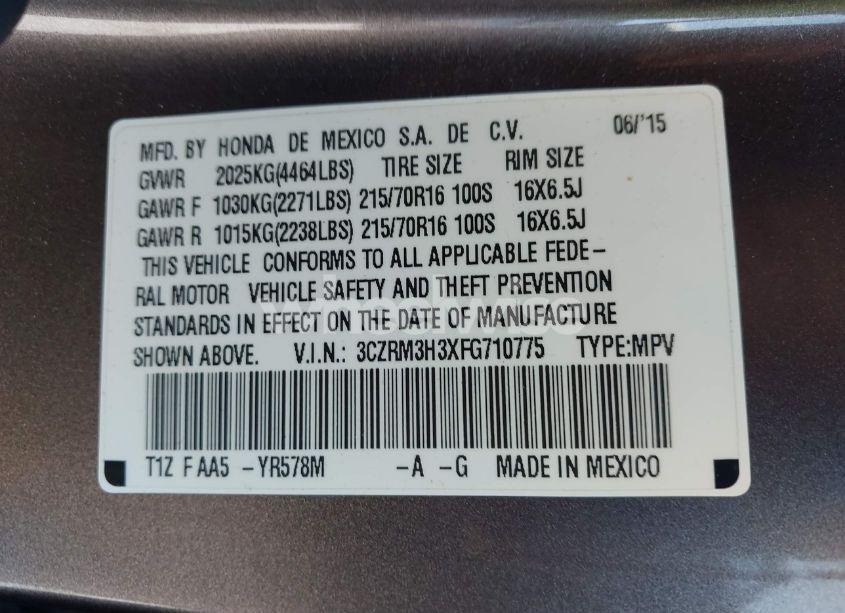 MFD. BY HONDA DE MEXICO S.A. DE C.V. 06/'15
GVWR 2025KG(4464LBS) TIRE SIZE RIM SIZE
GAWR F 1030KG(2271LBS) 215/70R16 100S 16X6.5J
GAWR R 1015KG(2238LBS) 215/70R16 100S 16X6.5J
THIS VEHICLE CONFORMS TO ALL APPLICABLE FEDE-
RAL MOTOR VEHICLE SAFETY AND THEFT PREVENTION
STANDARDS IN EFFECT ON THE DATE OF MANUFACTURE
SHOWN ABOVE. V.I.N.: 3CZRM3H3XFG710775 TYPE:MPV
T1Z F AA5 -YR578M -A -G MADE IN MEXICO